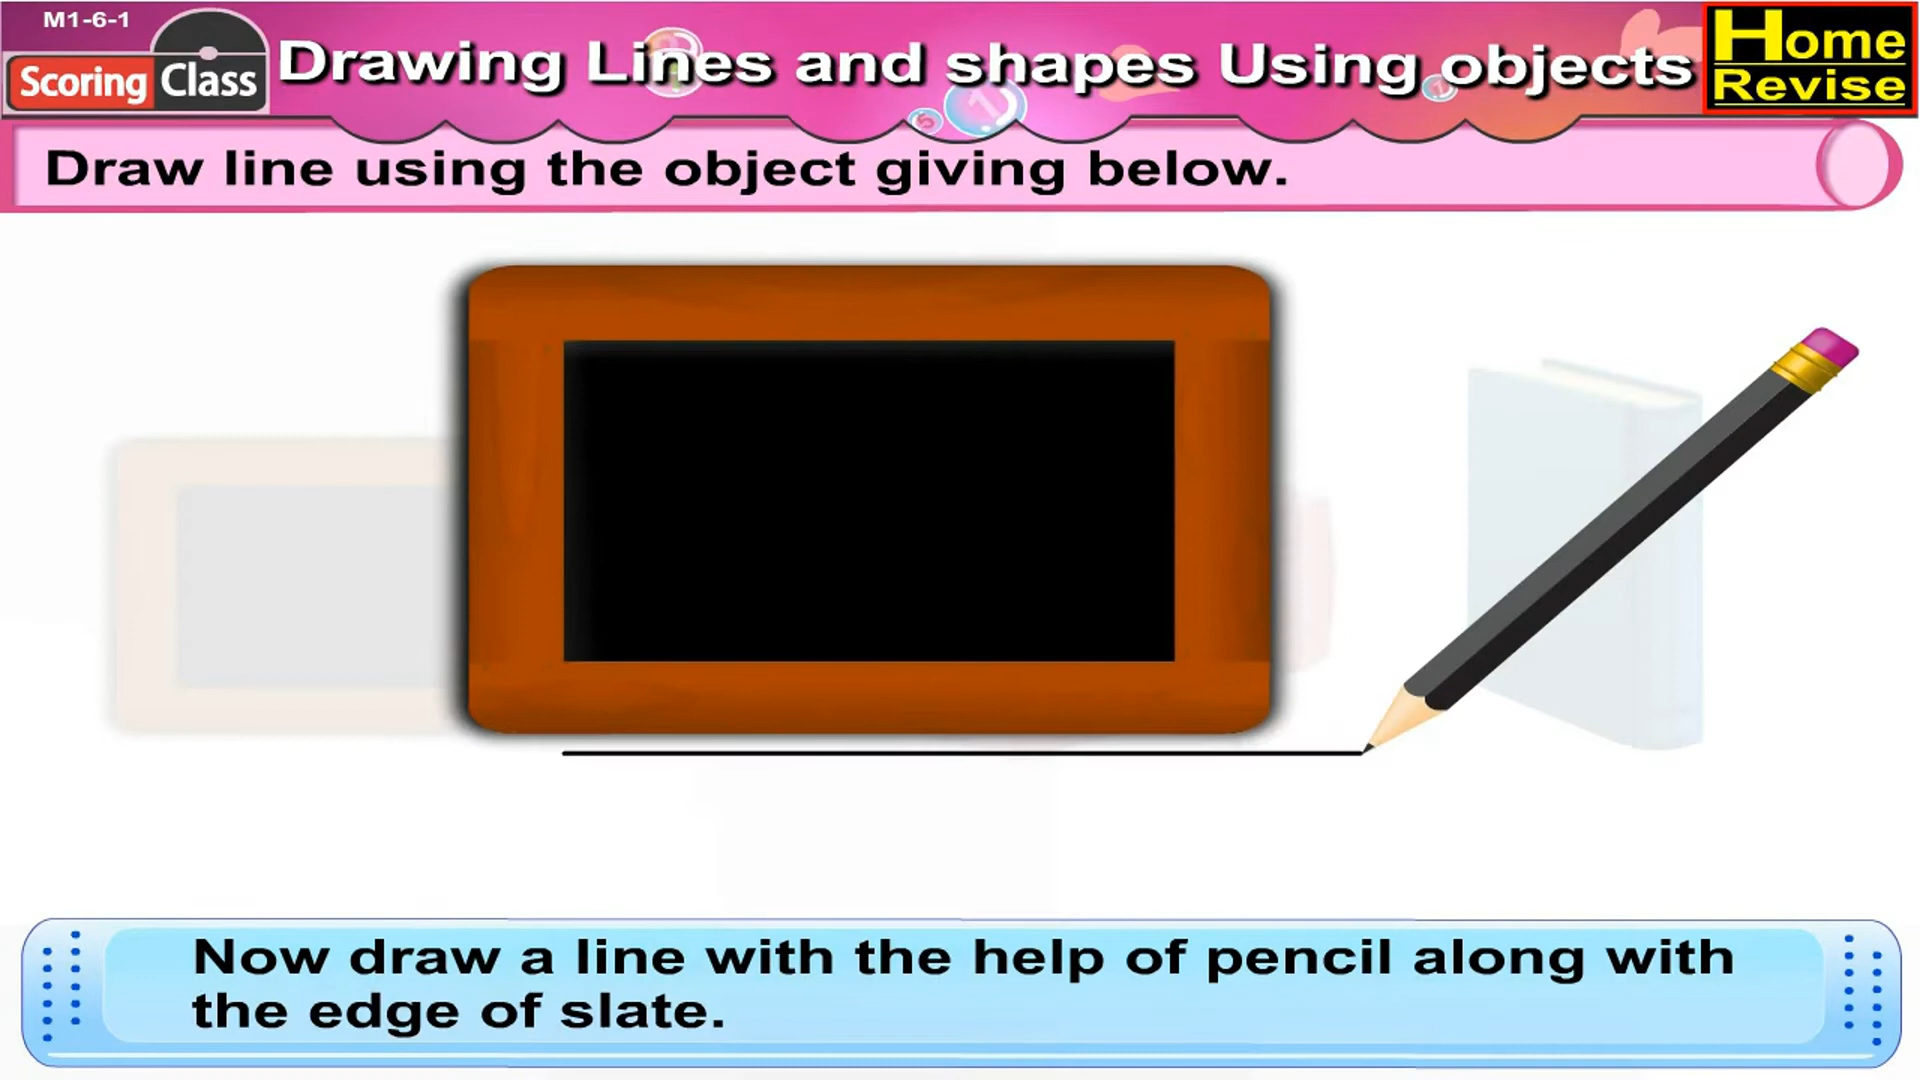 M1-6-1
Scoring Class
Drawing Lines and shapes Using objects
Home
Revise
Draw line using the object giving below.
Now draw a line with the help of pencil along with
the edge of slate.